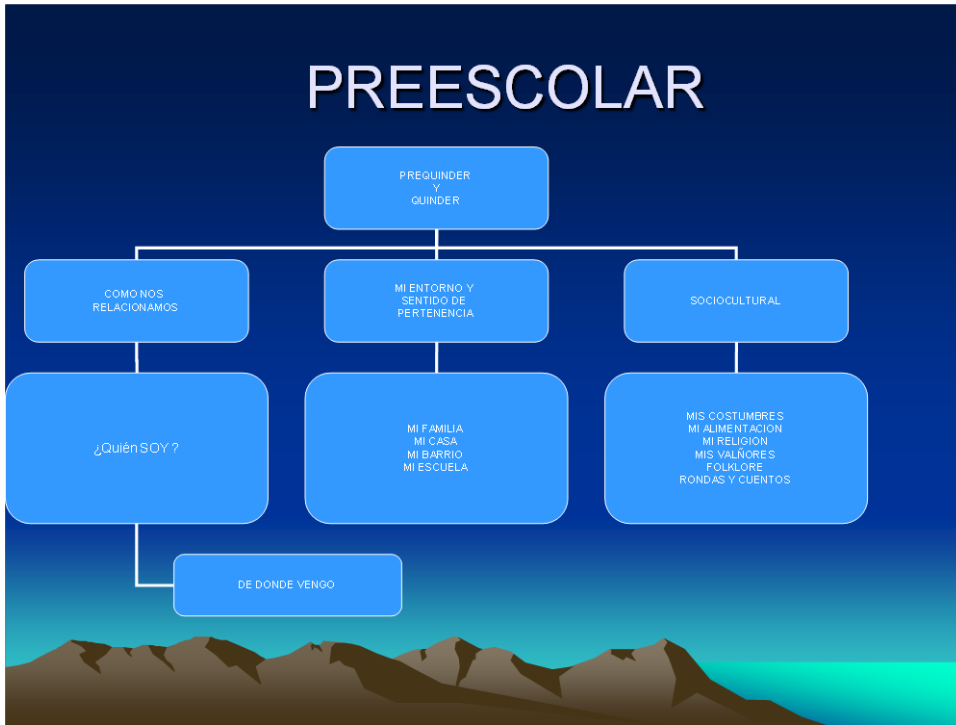 PREESCOLAR
PREQUINDER
Y
QUINDER
COMO NOS
RELACIONAMOS
MI ENTORNO Y
SENTIDO DE
PERTENENCIA
SOCIOCULTURAL
¿Quién SOY ?
MI FAMILIA
MI CASA
MI BARRIO
MI ESCUELA
MIS COSTUMBRES
MI ALIMENTACION
MI RELIGION
MIS VALÑORES
FOLKLORE
RONDAS Y CUENTOS
DE DONDE VENGO